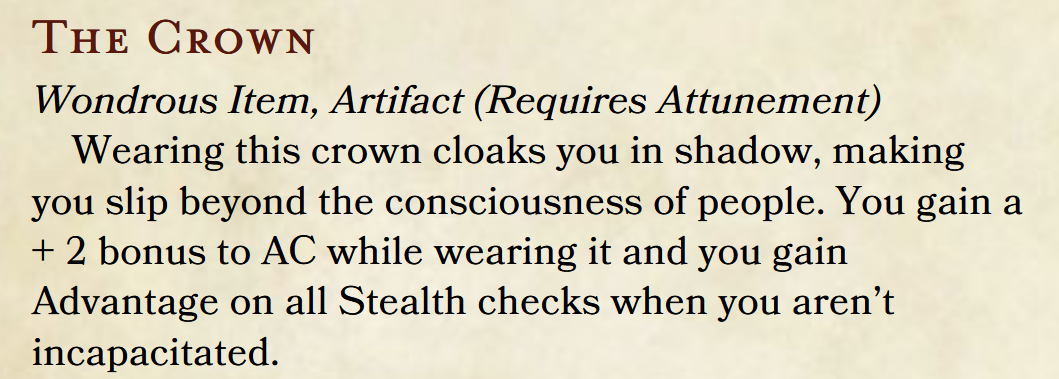 The Crown
Wondrous Item, Artifact (Requires Attunement)
Wearing this crown cloaks you in shadow, making
you slip beyond the consciousness of people. You gain a
+ 2 bonus to AC while wearing it and you gain
Advantage on all Stealth checks when you aren’t
incapacitated.